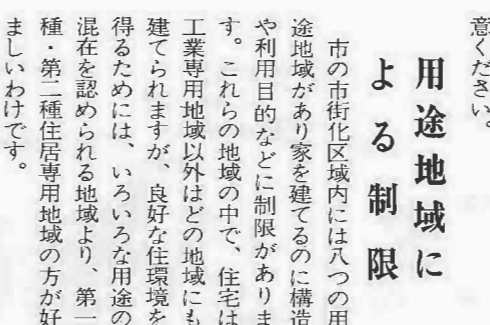 意ください。
用途地域に
よる制限
市の市街化区域内には八つの用
途地域があり家を建てるのに構造
や利用目的などに制限がありま
す。これらの地域の中で、住宅は
工業専用地域以外はどの地域にも
建てられますが、良好な住環境を
得るためには、いろいろな用途の
混在を認められる地域より、第一
種・第二種住居専用地域の方が好
ましいわけです。